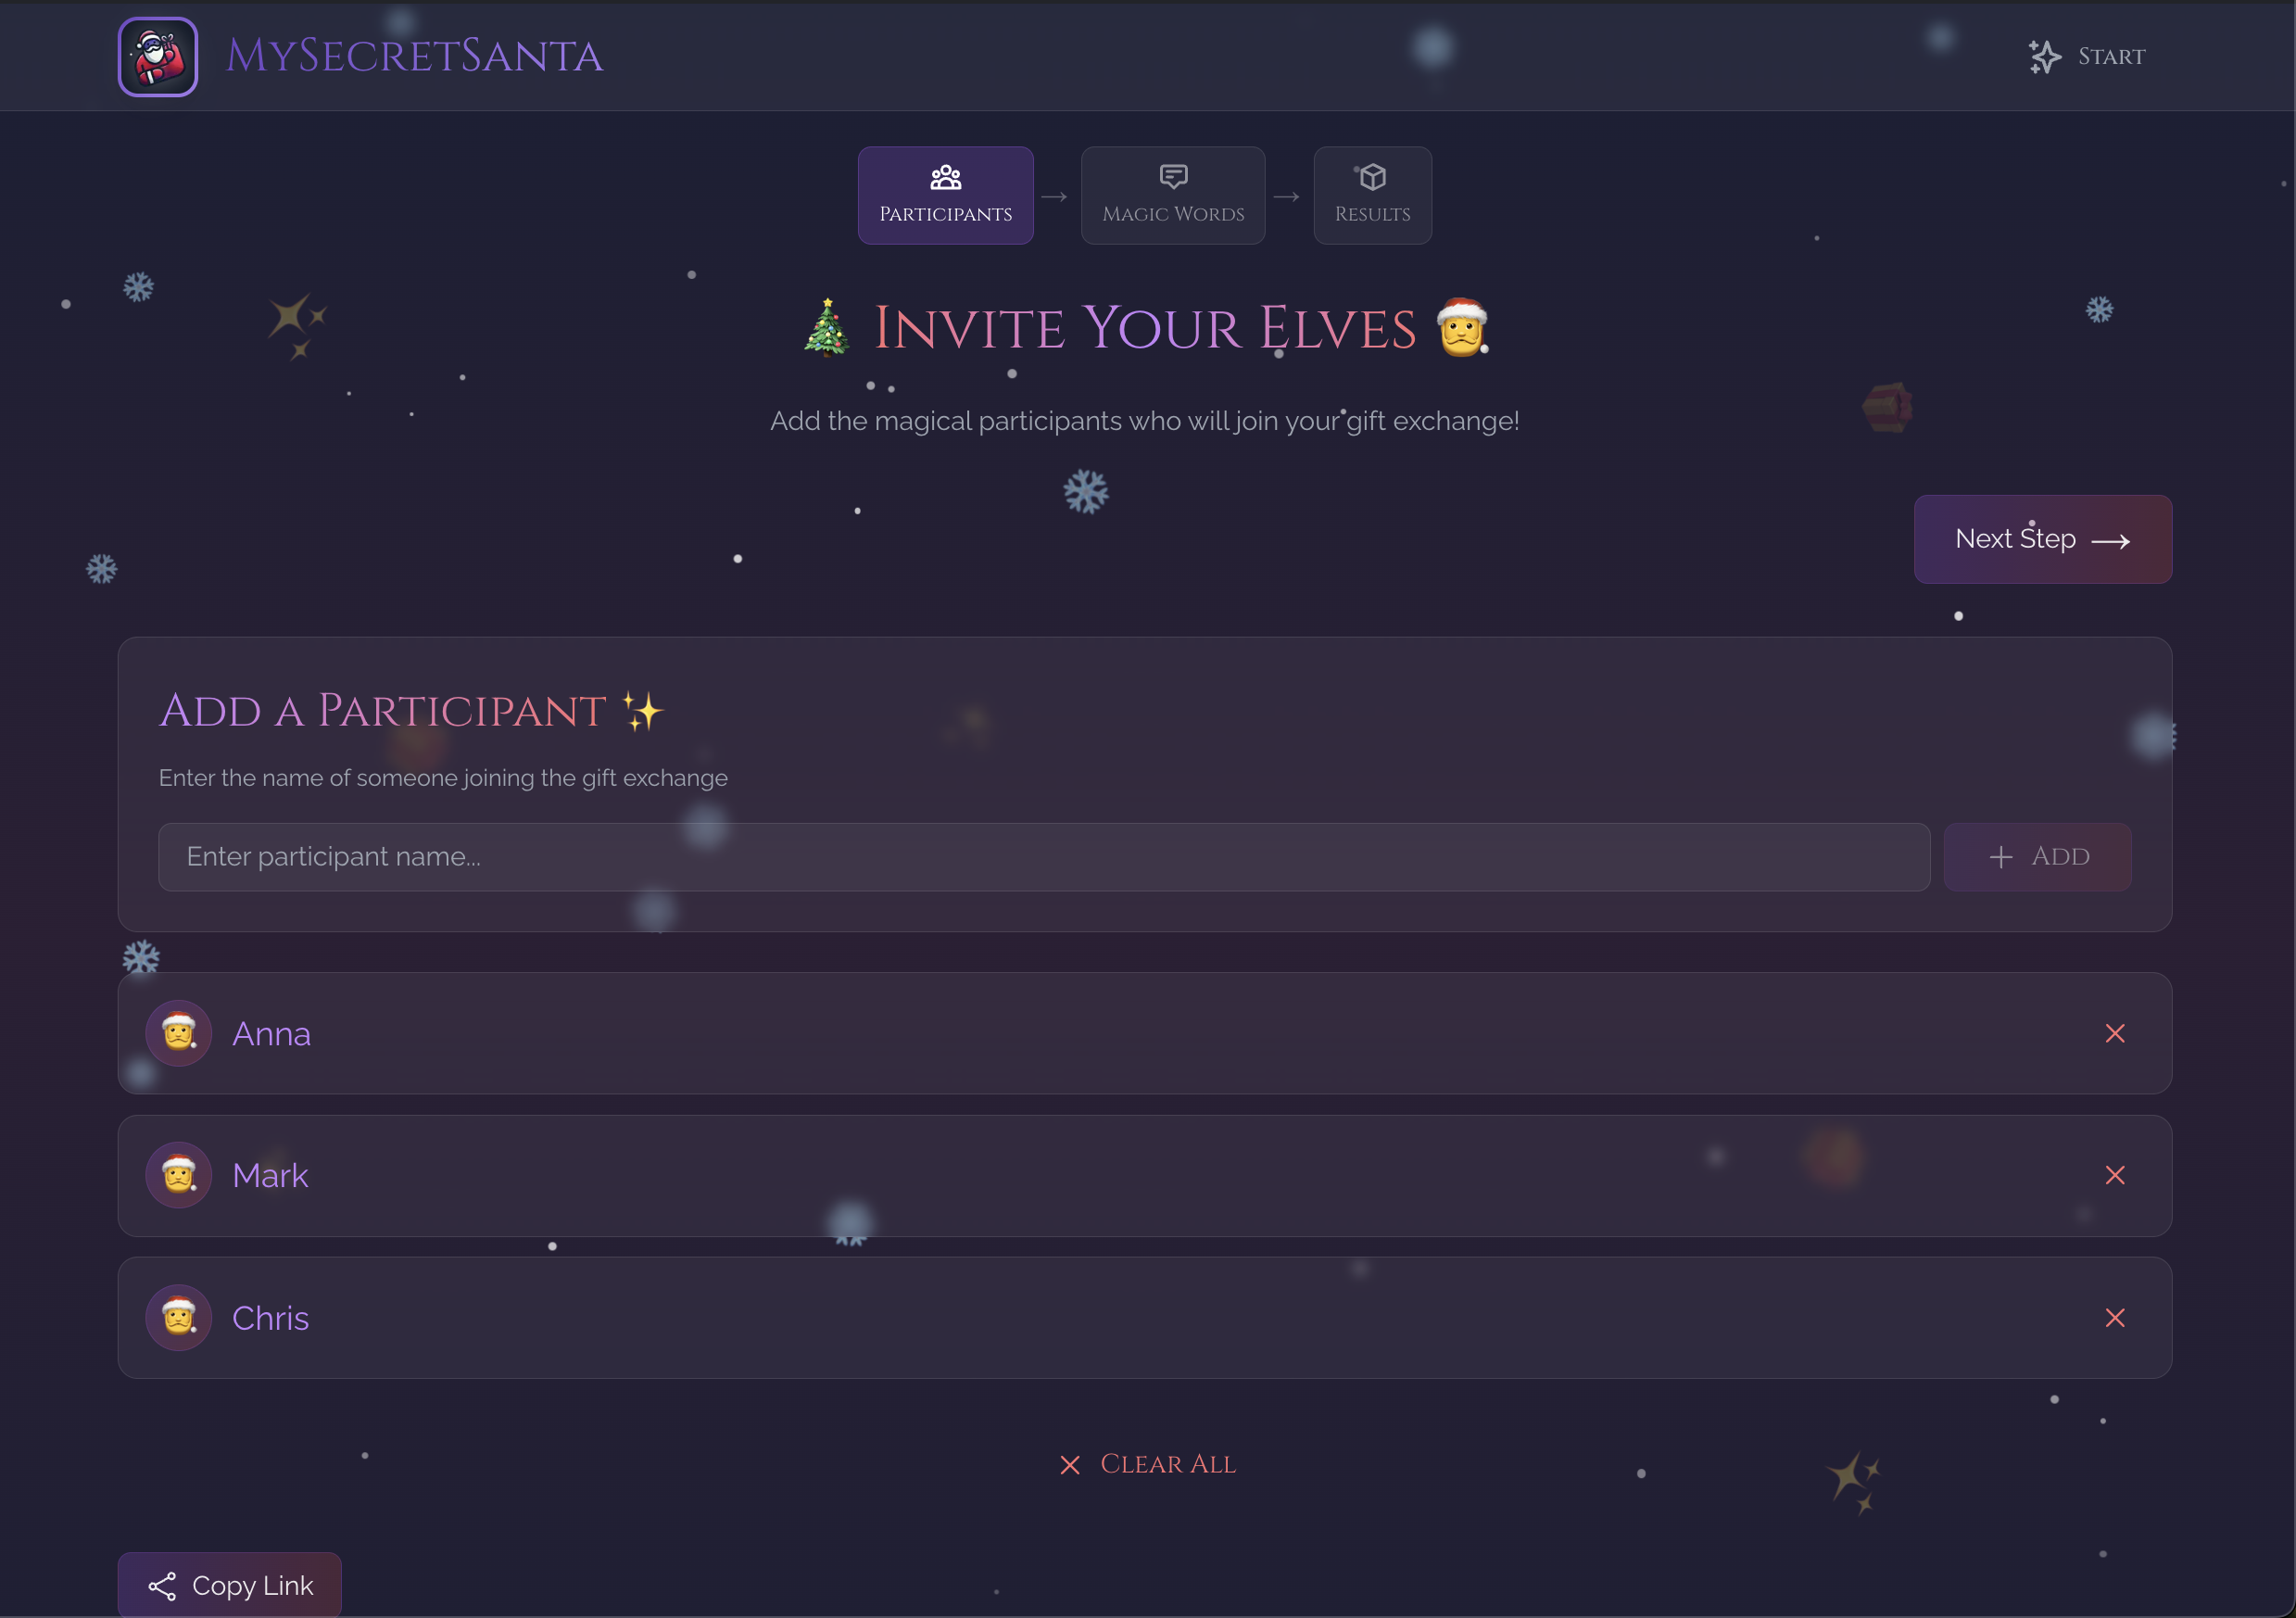 MySecretSanta
Start
Participants
Magic Words
Results
Invite Your Elves
Add the magical participants who will join your gift exchange!
Next Step
Add a Participant
Enter the name of someone joining the gift exchange
Enter participant name...
Add
Anna
Mark
Chris
Clear All
Copy Link